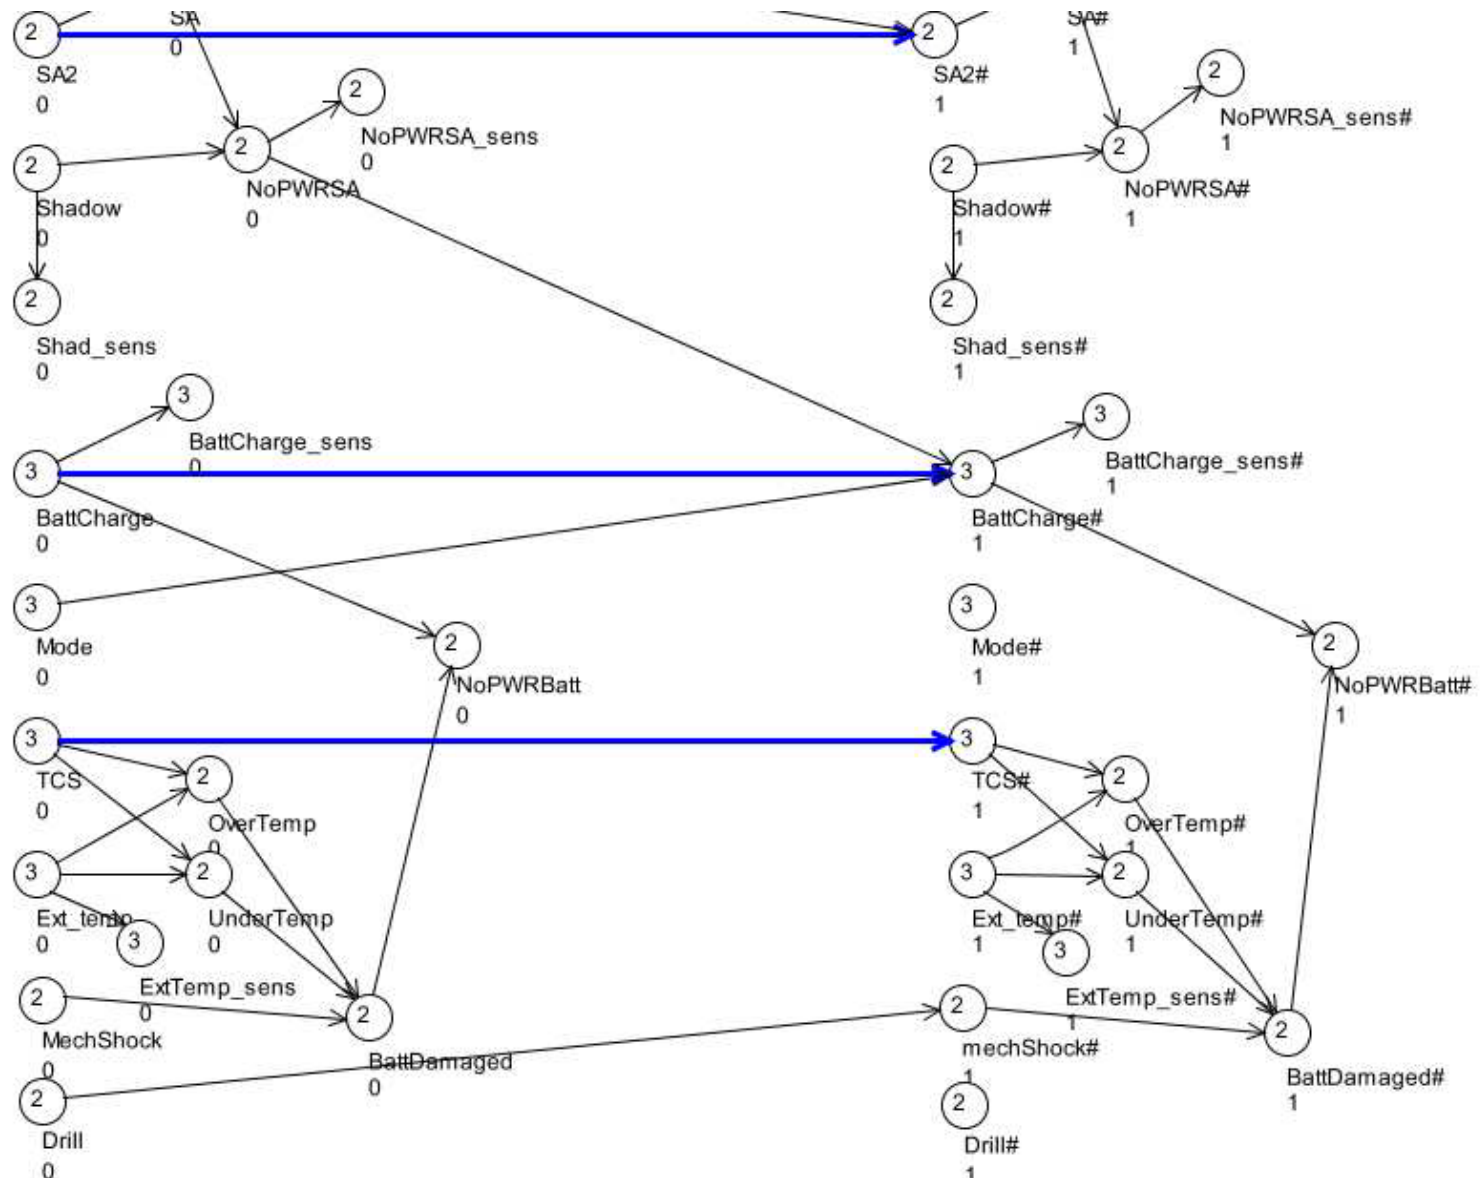 SA
0
SA#
1
2
SA2
0
2
SA2#
1
2
NoPWRSA_sens
0
2
NoPWRSA_sens#
1
2
NoPWRSA
0
2
NoPWRSA#
1
2
Shadow
0
2
Shadow#
1
2
Shad_sens
0
2
Shad_sens#
1
3
BattCharge_sens
0
3
BattCharge_sens#
1
3
BattCharge
0
3
BattCharge#
1
3
Mode
0
3
Mode#
1
2
NoPWRBatt
0
2
NoPWRBatt#
1
3
TCS
0
3
TCS#
1
2
OverTemp
0
2
OverTemp#
1
3
Ext_temp
0
2
UnderTemp
0
3
Ext_temp#
1
2
UnderTemp#
1
3
ExtTemp_sens
0
3
ExtTemp_sens#
1
2
MechShock
0
2
BattDamaged
0
2
mechShock#
1
2
BattDamaged#
1
2
Drill
0
2
Drill#
1